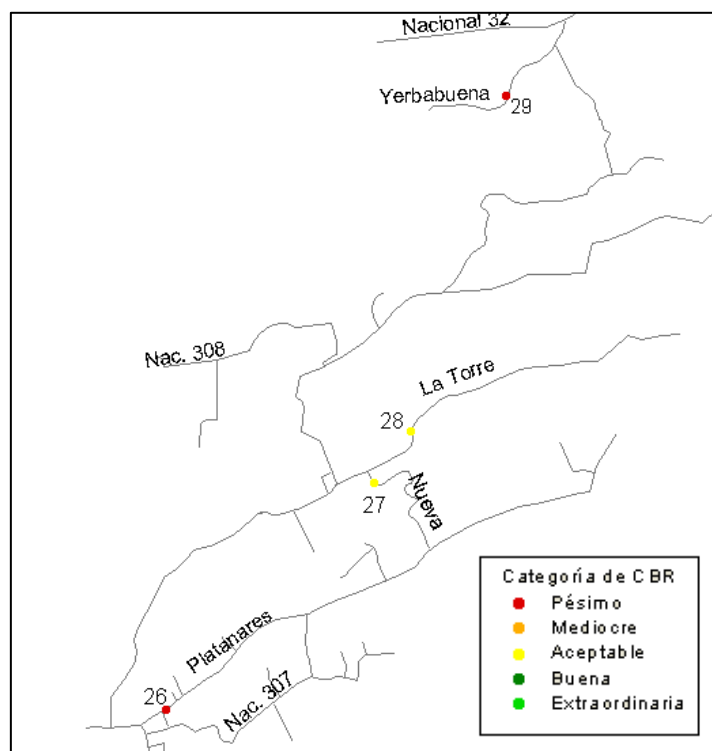 Nacional 32
Yerbabuena
29
Nac. 308
La Torre
28
27
Nueva
Platanares
26
Nac. 307
Categoría de CBR
Pésimo
Mediocre
Aceptable
Buena
Extraordinaria